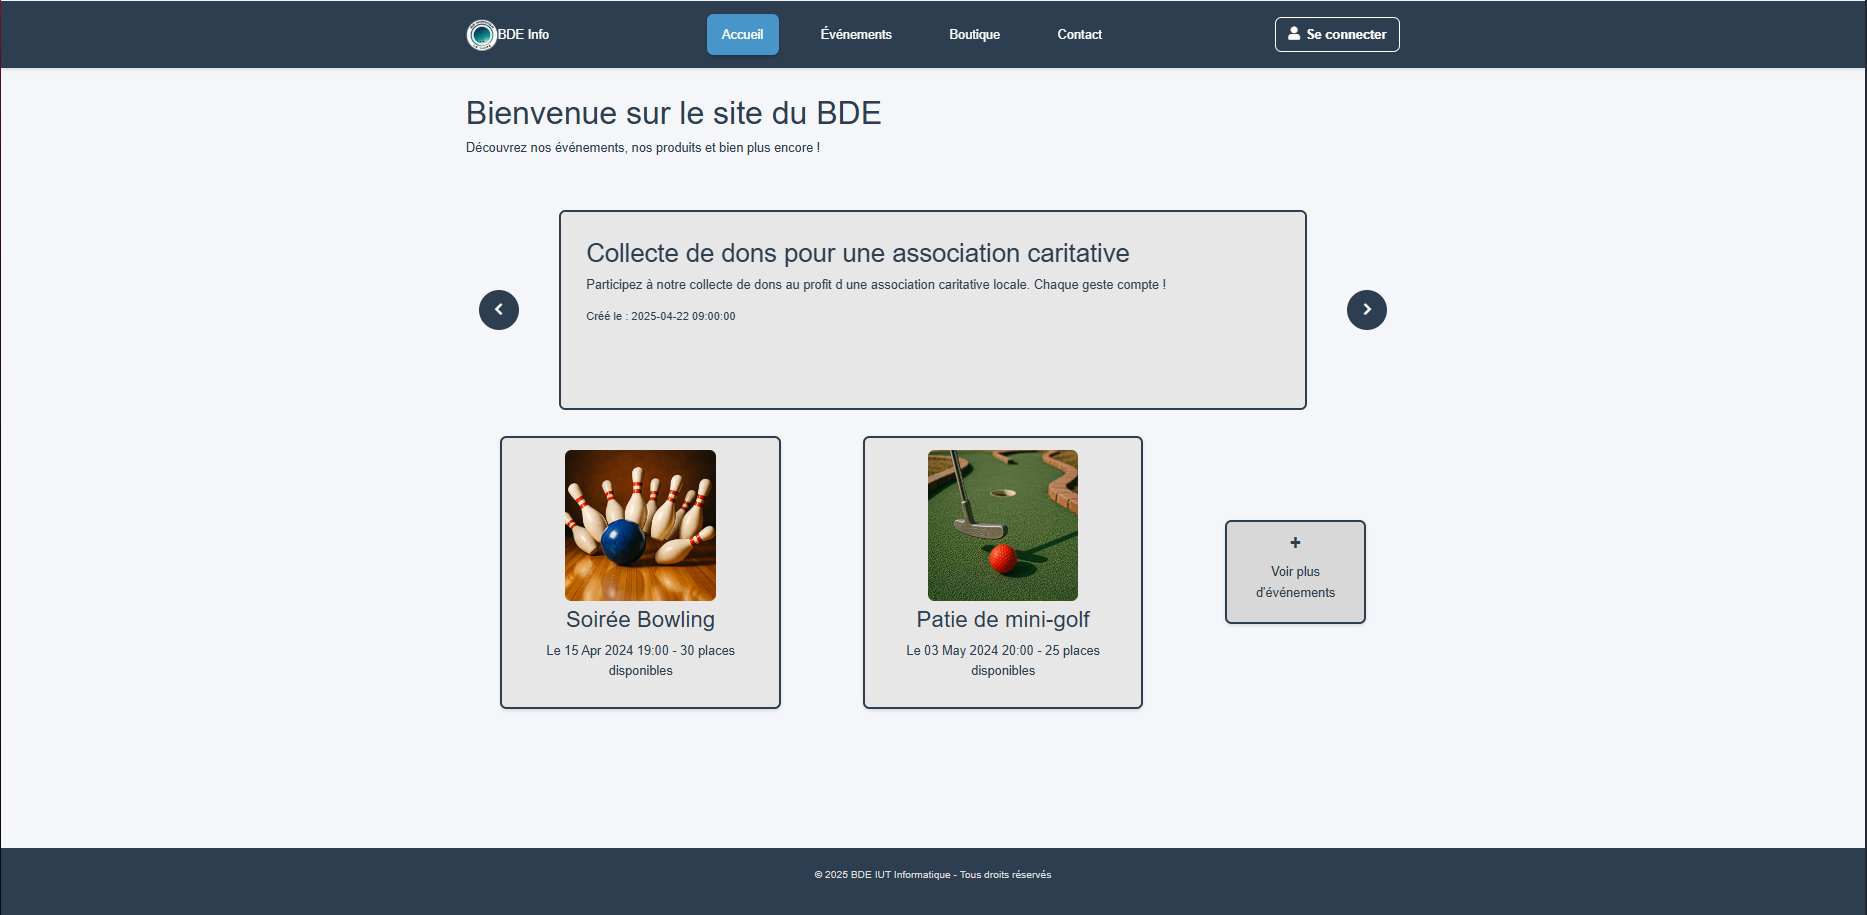 BDE Info
Accueil
Événements
Boutique
Contact
Se connecter
Bienvenue sur le site du BDE
Découvrez nos événements, nos produits et bien plus encore !
Collecte de dons pour une association caritative
Participez à notre collecte de dons au profit d une association caritative locale. Chaque geste compte !
Créé le : 2025-04-22 09:00:00
Soirée Bowling
Le 15 Apr 2024 19:00 - 30 places
disponibles
Patie de mini-golf
Le 03 May 2024 20:00 - 25 places
disponibles
+
Voir plus
d'événements
© 2025 BDE IUT Informatique - Tous droits réservés